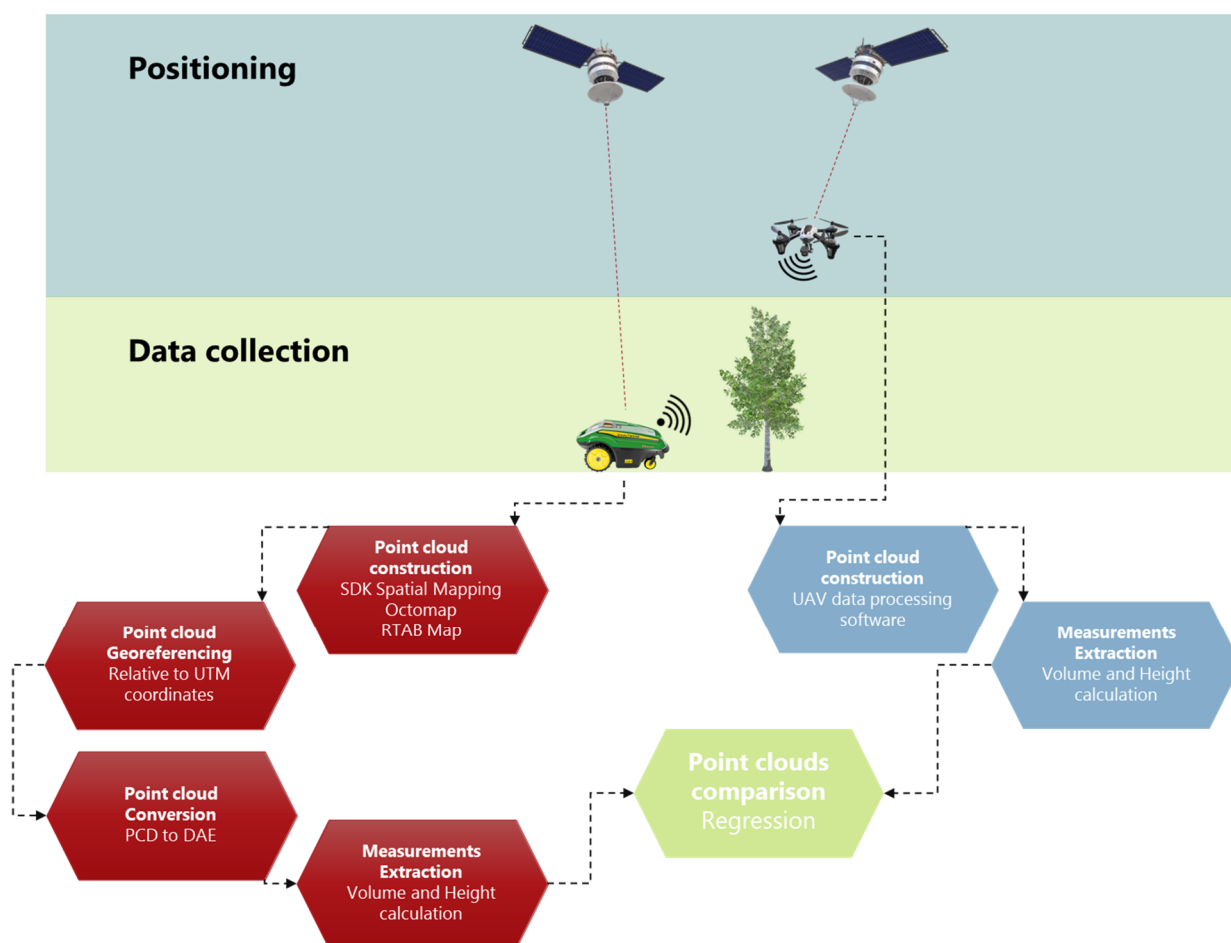 Positioning
Data collection
Point cloud
construction
SDK Spatial Mapping
Octomap
RTAB Map
Point cloud
construction
UAV data processing
software
Point cloud
Georeferencing
Relative to UTM
coordinates
Measurements
Extraction
Volume and Height
calculation
Point cloud
Conversion
PCD to DAE
Point clouds
comparison
Regression
Measurements
Extraction
Volume and Height
calculation